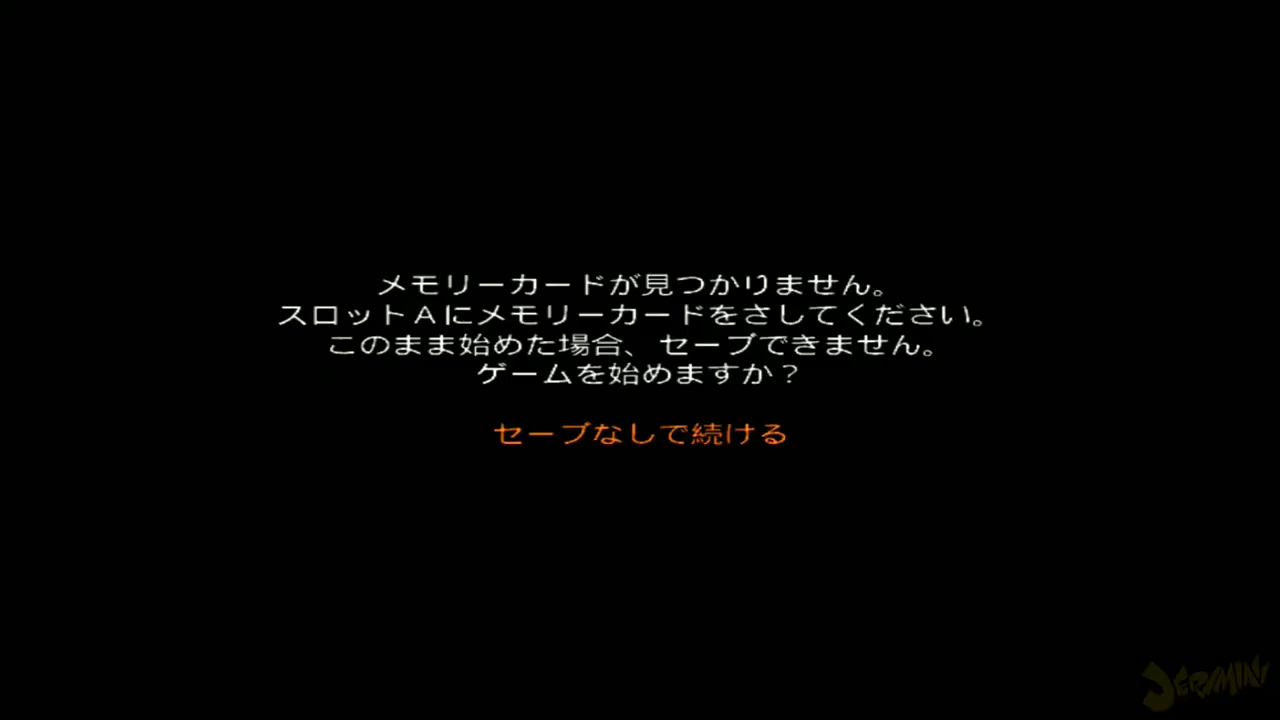 メモリーカードが見つかりません。
スロットAにメモリーカードをさしてください。
このまま始めた場合、セーブできません。
ゲームを始めますか？
セーブなしで続ける